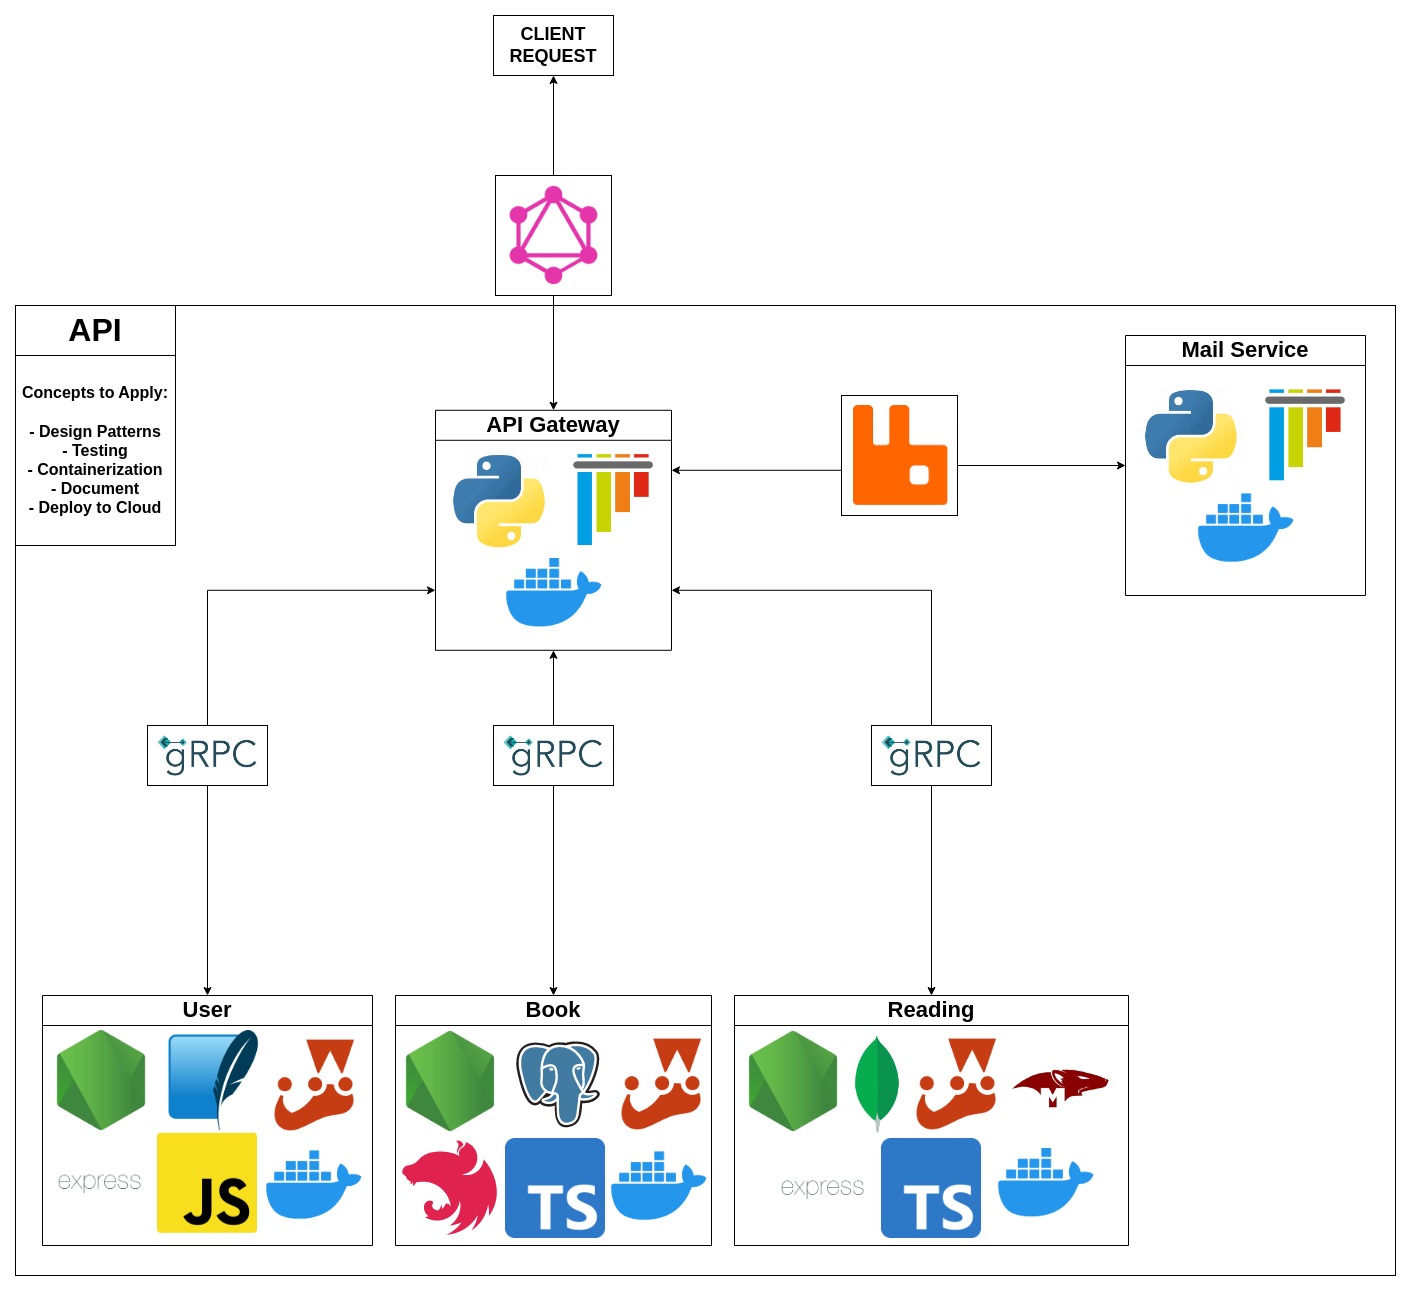 CLIENT
REQUEST
API
Concepts to Apply:
- Design Patterns
- Testing
- Containerization
- Document
- Deploy to Cloud
API Gateway
Mail Service
gRPC
gRPC
gRPC
User
express
JS
Book
TS
Reading
M
express
TS